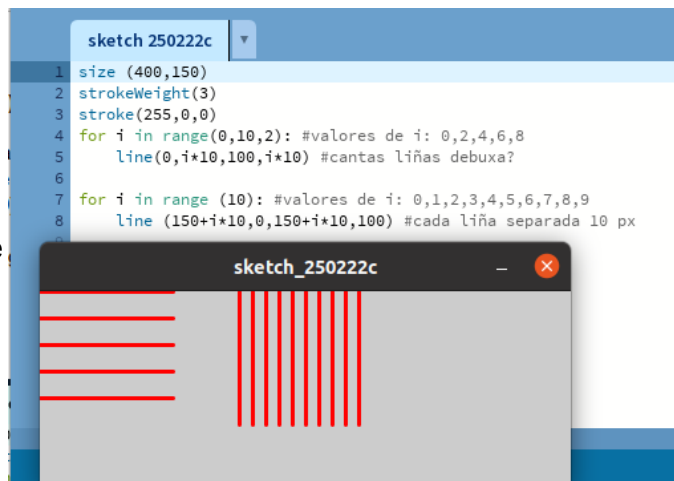 sketch 250222c
1 size (400,150)
2 strokeWeight(3)
3 stroke(255,0,0)
4 for i in range(0,10,2): #valores de i: 0,2,4,6,8
5 line(0,i*10,100,i*10) #cantas liñas debuxa?
6
7 for i in range (10): #valores de i: 0,1,2,3,4,5,6,7,8,9
8 line (150+i*10,0,150+i*10,100) #cada liña separada 10 px
sketch_250222c